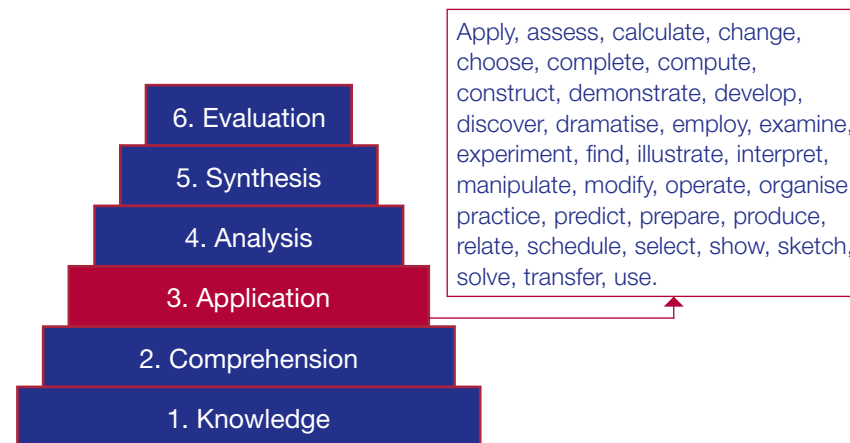 Apply, assess, calculate, change,
choose, complete, compute,
construct, demonstrate, develop,
discover, dramatise, employ, examine,
experiment, find, illustrate, interpret,
manipulate, modify, operate, organise
practice, predict, prepare, produce,
relate, schedule, select, show, sketch,
solve, transfer, use.
6. Evaluation
5. Synthesis
4. Analysis
3. Application
2. Comprehension
1. Knowledge